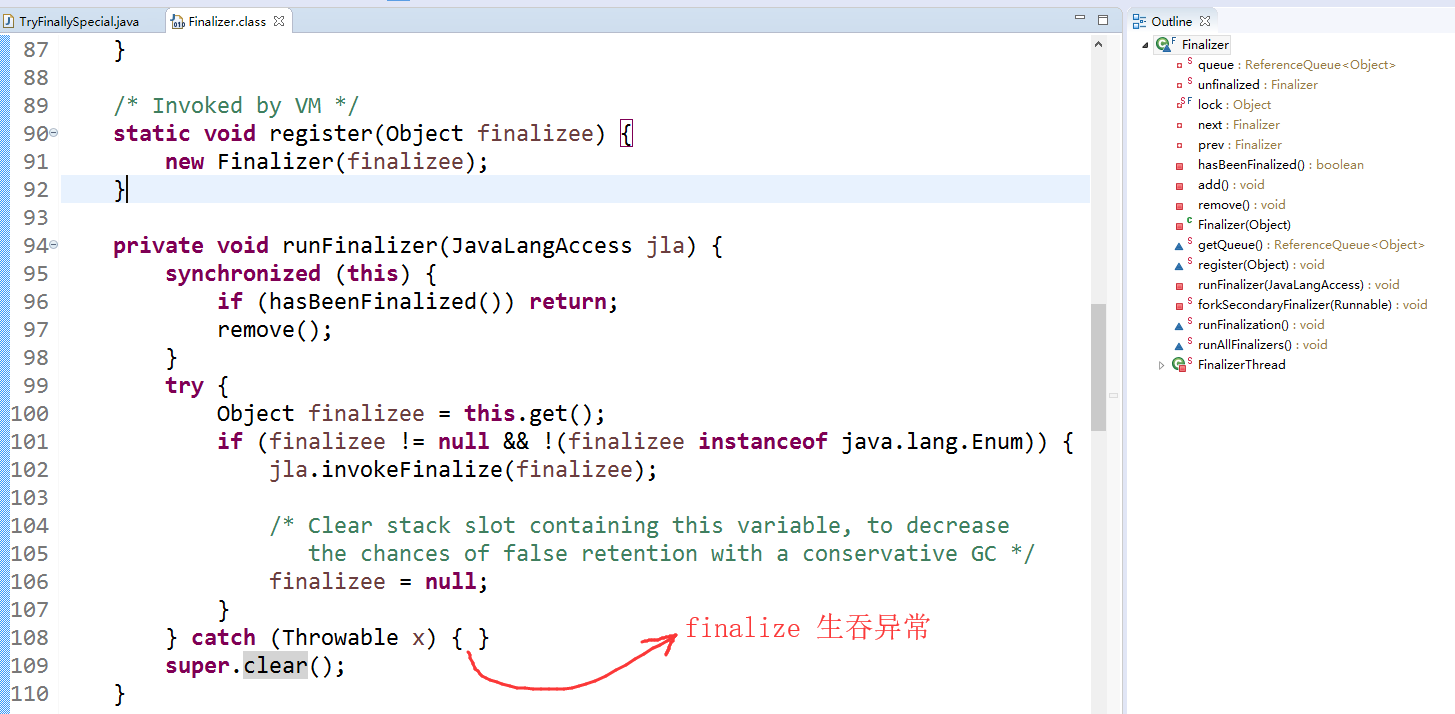 TryFinallySpecial.java
Finalizer.class
87 }
88
89 /* Invoked by VM */
90 static void register(Object finalizee) {
91 new Finalizer(finalizee);
92 }
93
94 private void runFinalizer(JavaLangAccess jla) {
95 synchronized (this) {
96 if (hasBeenFinalized()) return;
97 remove();
98 }
99 try {
100 Object finalizee = this.get();
101 if (finalizee != null && !(finalizee instanceof java.lang.Enum)) {
102 jla.invokeFinalize(finalizee);
103
104 /* Clear stack slot containing this variable, to decrease
105 the chances of false retention with a conservative GC */
106 finalizee = null;
107 }
108 } catch (Throwable x) { }
finalize 生吞异常
109 super.clear();
110 }
Outline
Finalizer
queue : ReferenceQueue<Object>
unfinalized : Finalizer
lock : Object
next : Finalizer
prev : Finalizer
hasBeenFinalized() : boolean
add() : void
remove() : void
Finalizer(Object)
getQueue() : ReferenceQueue<Object>
register(Object) : void
runFinalizer(JavaLangAccess) : void
forkSecondaryFinalizer(Runnable) : void
runFinalization() : void
runAllFinalizers() : void
FinalizerThread